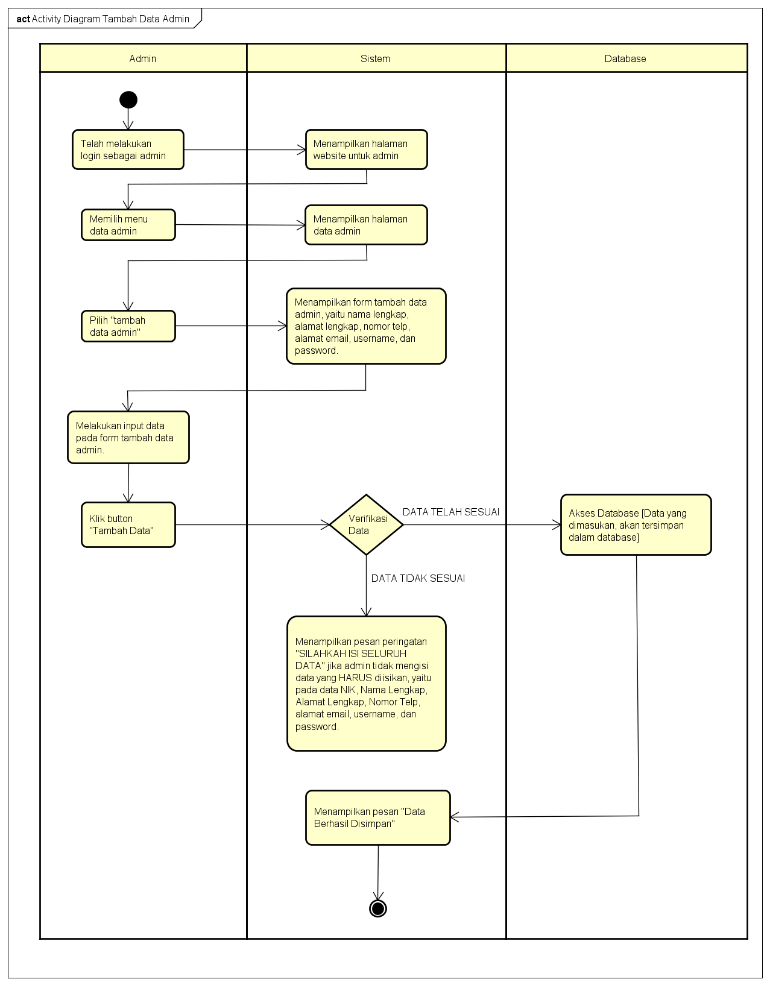 act Activity Diagram Tambah Data Admin
Admin
Sistem
Database
Telah melakukan
login sebagai admin
Menampilkan halaman
website untuk admin
Memilih menu
data admin
Menampilkan halaman
data admin
Pilih "tambah
data admin"
Menampilkan form tambah data
admin, yaitu nama lengkap,
alamat lengkap, nomor telp,
alamat email, username, dan
password.
Melakukan input data
pada form tambah data
admin.
Klik button
"Tambah Data"
Verifikasi
Data
DATA TELAH SESUAI
Akses Database [Data yang
dimasukan, akan tersimpan
dalam database]
DATA TIDAK SESUAI
Menampilkan pesan peringatan
"SILAHKAH ISI SELURUH
DATA" jika admin tidak mengisi
data yang HARUS diisikan, yaitu
pada data NIK, Nama Lengkap,
Alamat Lengkap, Nomor Telp,
alamat email, username, dan
password.
Menampilkan pesan "Data
Berhasil Disimpan"